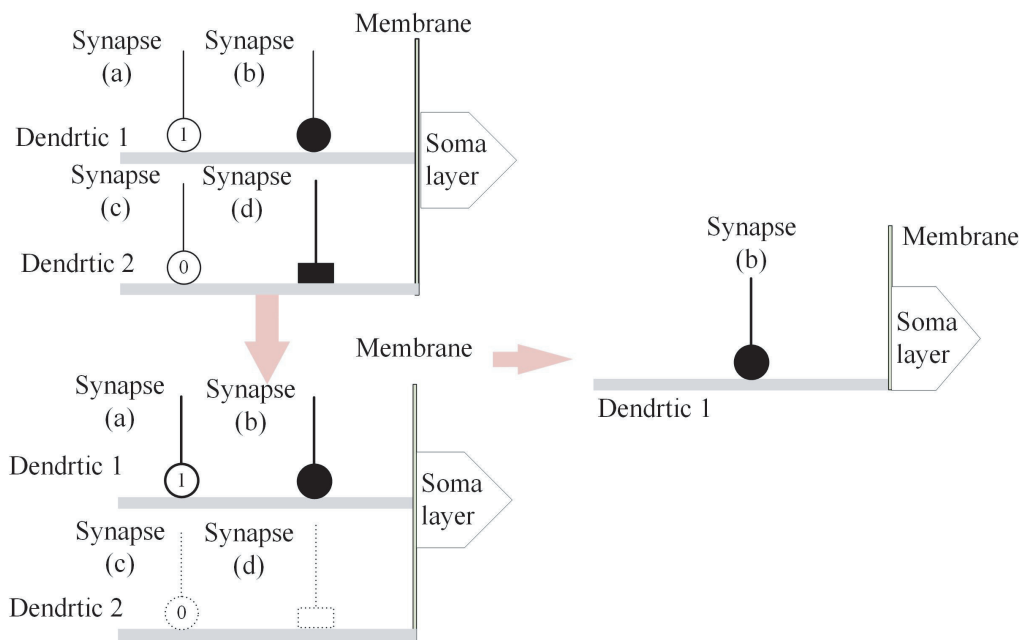 Membrane
Synapse
(a)
Synapse
(b)
Dendrtic 1
1
Soma
layer
Synapse
(c)
Synapse
(d)
Dendrtic 2
0
Membrane
Synapse
(a)
Synapse
(b)
Dendrtic 1
1
Soma
layer
Synapse
(c)
Synapse
(d)
Dendrtic 2
0
Synapse
(b)
Membrane
Soma
layer
Dendrtic 1